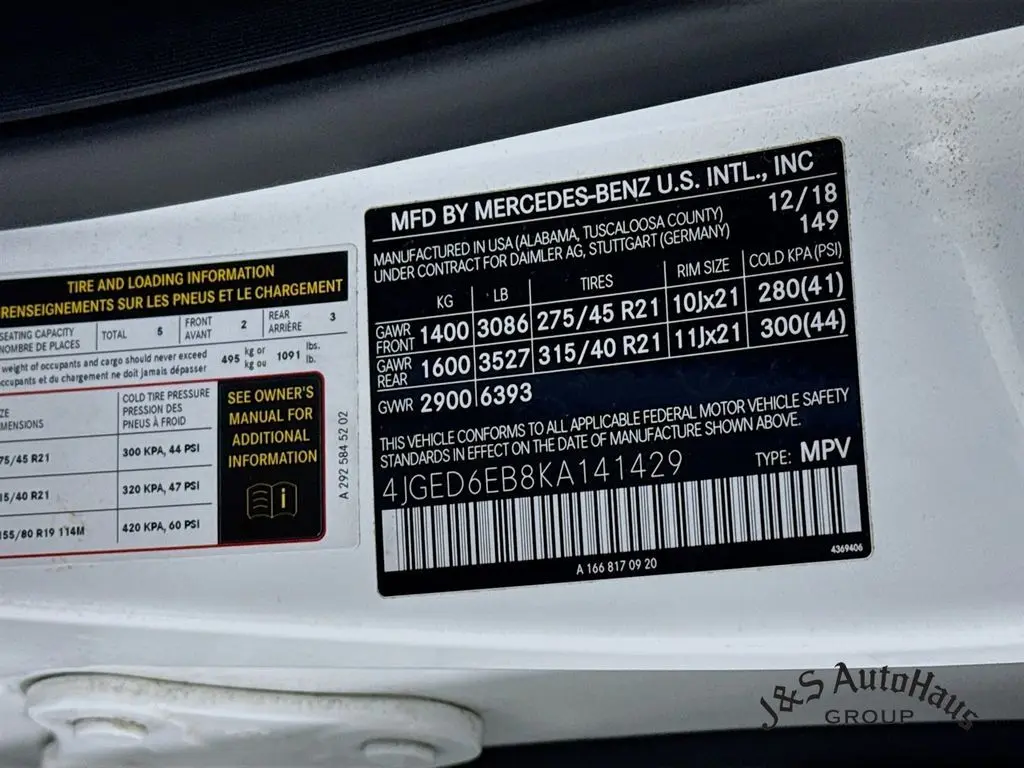 TIRE AND LOADING INFORMATION
RENSEIGNEMENTS SUR LES PNEUS ET LE CHARGEMENT
SEATING CAPACITY
NOMBRE DE PLACES
TOTAL 5
FRONT
AVANT
2
REAR
ARRIÈRE
3
weight of occupants and cargo should never exceed
occupants et du chargement ne doit jamais dépasser
495 kg or
kg ou
1091 lbs.
lb.
COLD TIRE PRESSURE
PRESSION DES
PNEUS À FROID
75/45 R21 300 KPA, 44 PSI
15/40 R21 320 KPA, 47 PSI
155/80 R19 114M 420 KPA, 60 PSI
SEE OWNER'S
MANUAL FOR
ADDITIONAL
INFORMATION
A 292 584 52 02
MFD BY MERCEDES-BENZ U.S. INTL., INC
MANUFACTURED IN USA (ALABAMA, TUSCALOOSA COUNTY) 12/18
UNDER CONTRACT FOR DAIMLER AG, STUTTGART (GERMANY) 149
KG LB TIRES RIM SIZE COLD KPA (PSI)
GAWR
FRONT
1400 3086 275/45 R21 10Jx21 280(41)
GAWR
REAR
1600 3527 315/40 R21 11Jx21 300(44)
GVWR 2900 6393
THIS VEHICLE CONFORMS TO ALL APPLICABLE FEDERAL MOTOR VEHICLE SAFETY
STANDARDS IN EFFECT ON THE DATE OF MANUFACTURE SHOWN ABOVE.
4JGED6EB8KA141429 TYPE: MPV
A 166 817 09 20
4369406
J&S AutoHaus
GROUP